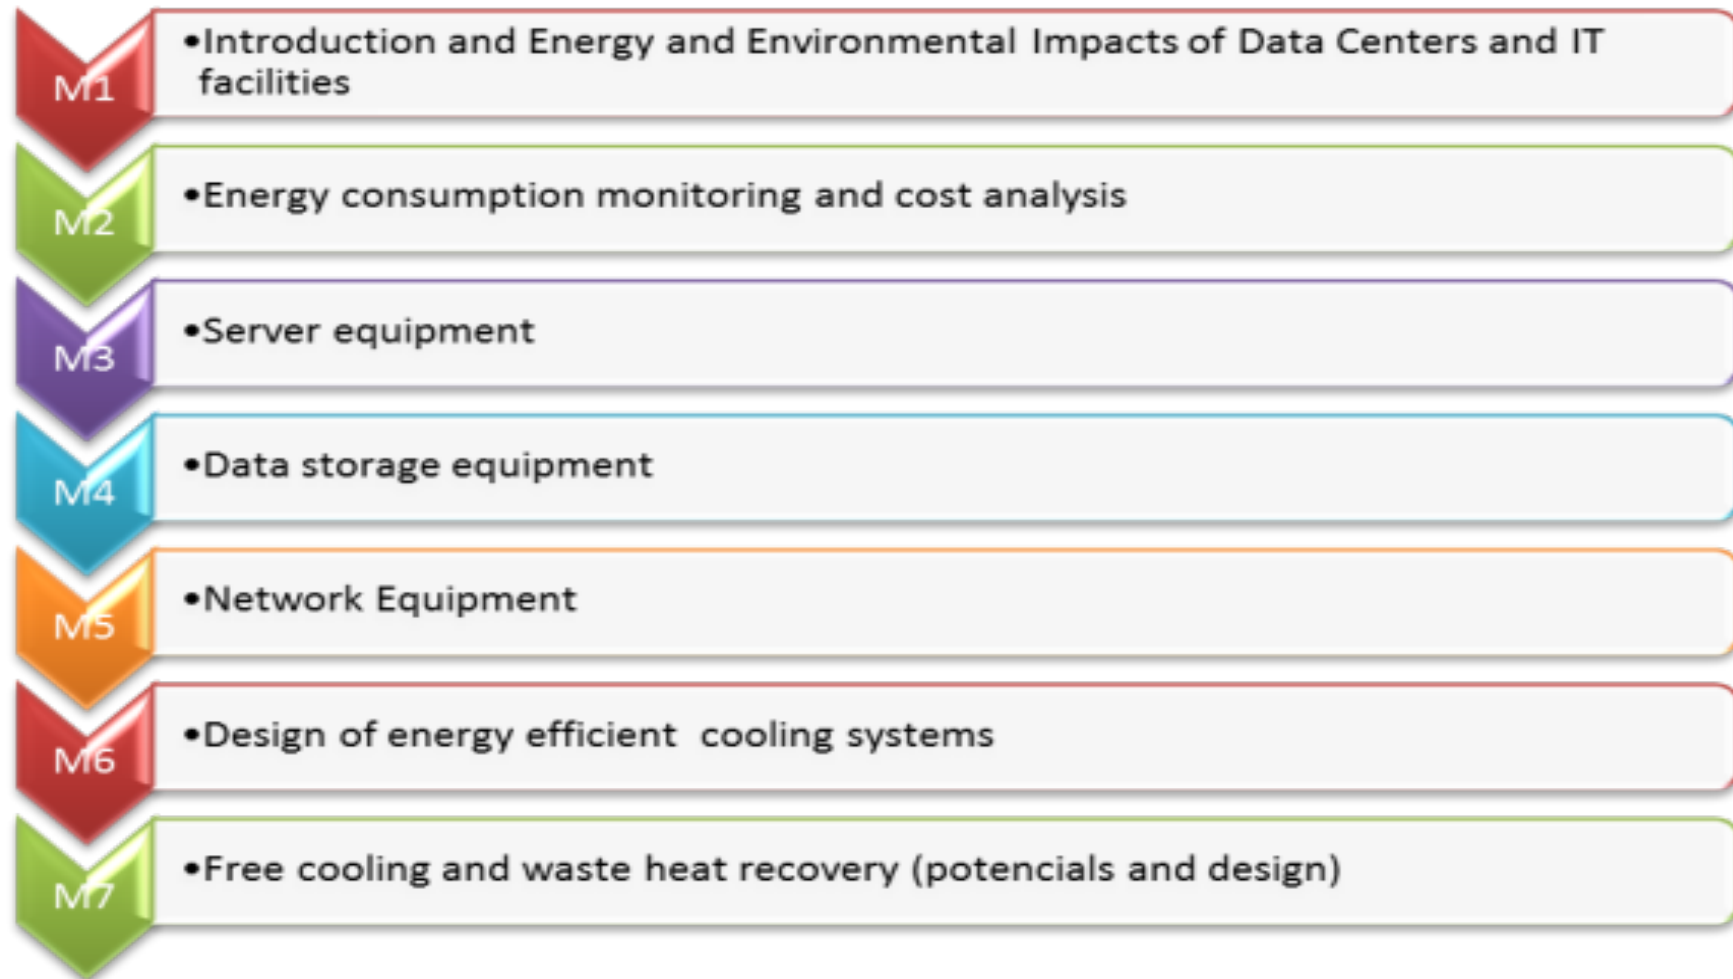 M1
•Introduction and Energy and Environmental Impacts of Data Centers and IT
facilities
M2
•Energy consumption monitoring and cost analysis
M3
•Server equipment
M4
•Data storage equipment
M5
•Network Equipment
M6
•Design of energy efficient  cooling systems
M7
•Free cooling and waste heat recovery (potencials and design)